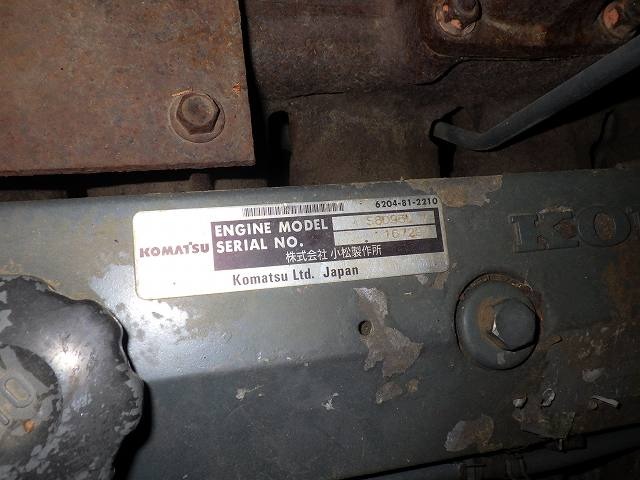 6204-81-2210
KOMATSU
ENGINE MODEL
SERIAL NO.
株式会社 小松製作所
Komatsu Ltd. Japan
KO